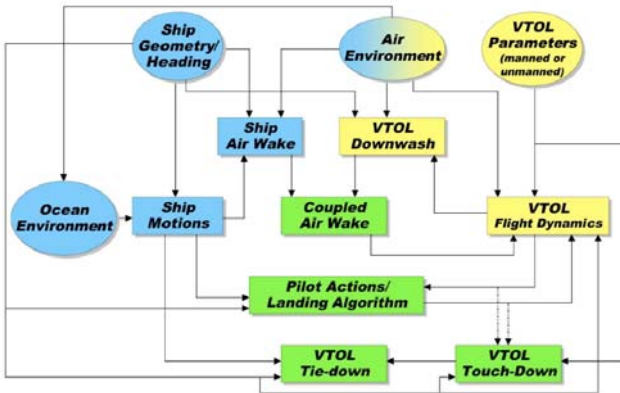 Ship
Geometry/
Heading
Air
Environment
VTOL
Parameters
(manned or
unmanned)
Ship
Air Wake
VTOL
Downwash
Ocean
Environment
Ship
Motions
Coupled
Air Wake
VTOL
Flight Dynamics
Pilot Actions/
Landing Algorithm
VTOL
Tie-down
VTOL
Touch-Down